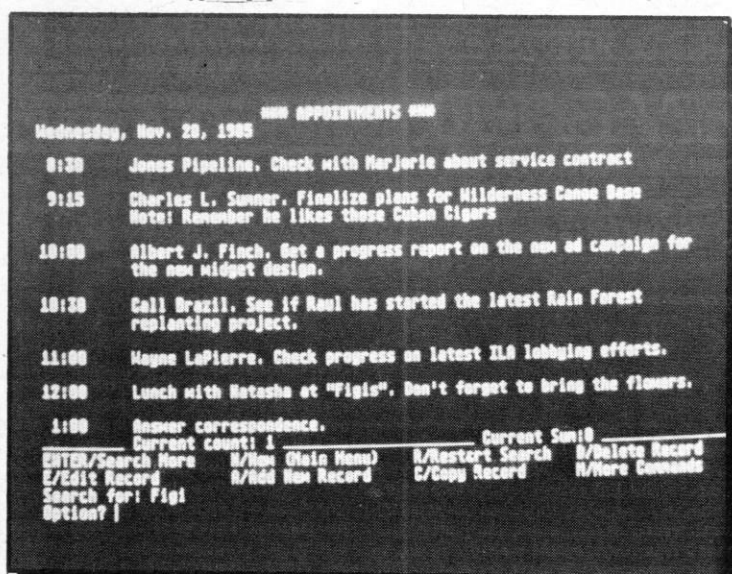 *** APPOINTMENTS ***
Wednesday, Nov. 20, 1985
8:30 Jones Pipeline. Check with Marjorie about service contract
9:15 Charles L. Sumner. Finalize plans for Wilderness Canoe Base
Note: Remember he likes those Cuban Cigars
10:00 Albert J. Finch. Get a progress report on the new ad campaign for
the new widget design.
10:30 Call Brazil. See if Raul has started the latest Rain Forest
replanting project.
11:00 Wayne LaPierre. Check progress on latest ILA lobbying efforts.
12:00 Lunch with Natasha at "Figis". Don't forget to bring the flowers.
1:00 Answer correspondence.
Current count: 1 Current Sum:0
ENTER/Search More N/New (Main Menu) R/Restart Search D/Delete Record
E/Edit Record A/Add New Record C/Copy Record M/More Commands
Search for: Figi
Option?